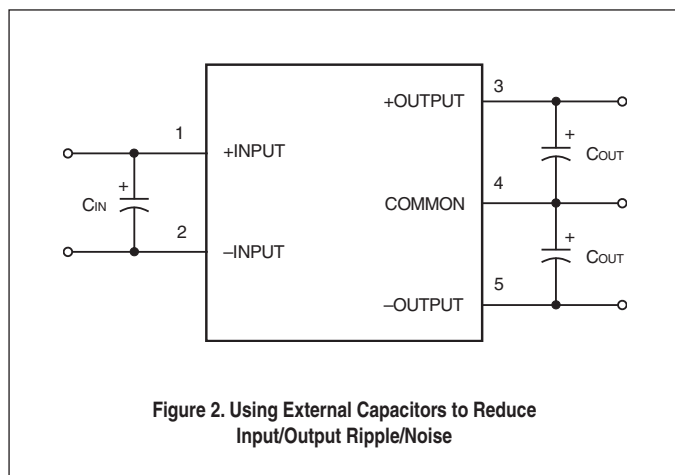 3
+OUTPUT
1
+
+INPUT
COUT
4
+
CIN
COMMON
2
+
–INPUT
COUT
5
–OUTPUT
Figure 2. Using External Capacitors to Reduce
Input/Output Ripple/Noise